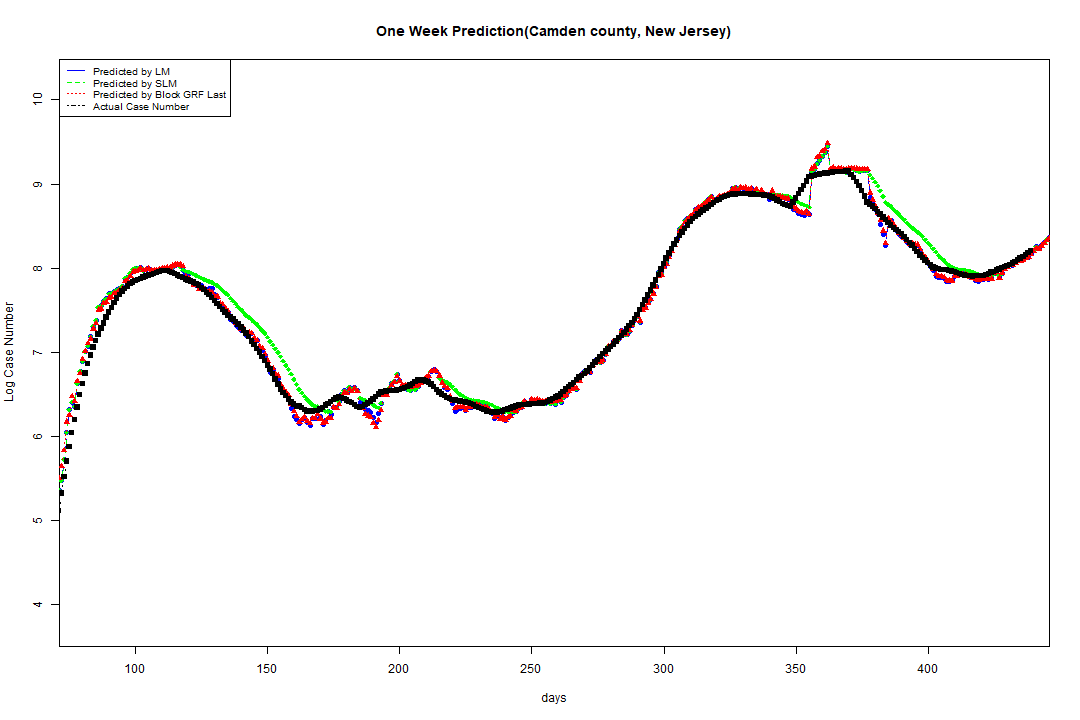 One Week Prediction(Camden county, New Jersey)
Predicted by LM
Predicted by SLM
Predicted by Block GRF Last
Actual Case Number
10
9
8
7
6
5
4
Log Case Number
100 150 200 250 300 350 400
days